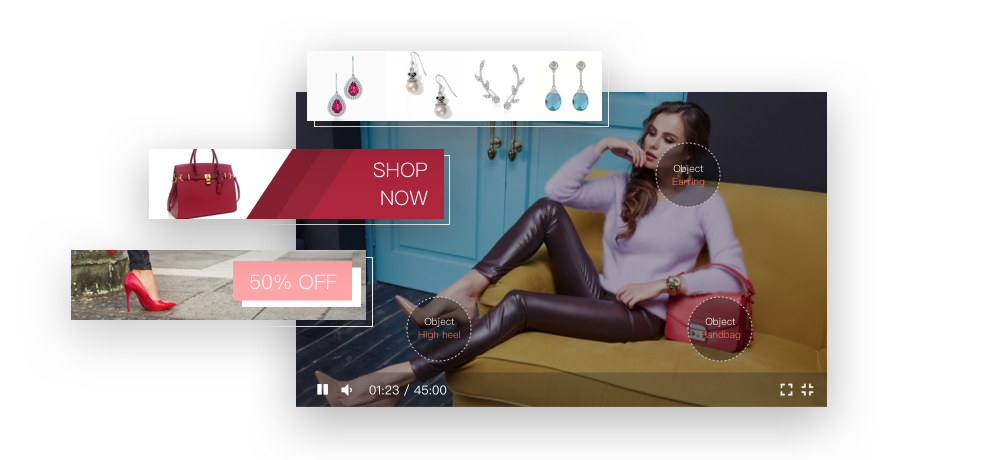 SHOP
NOW
50% OFF
Object
Earring
Object
High heel
Object
Handbag
01:23 / 45:00